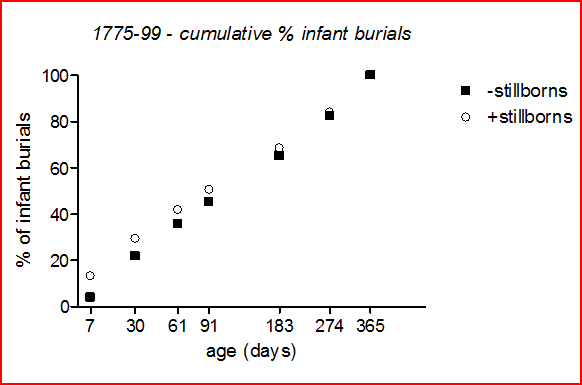 1775-99 - cumulative % infant burials
100
80
60
40
20
0
% of infant burials
7 30 61 91 183 274 365
age (days)
-stillborns
+stillborns